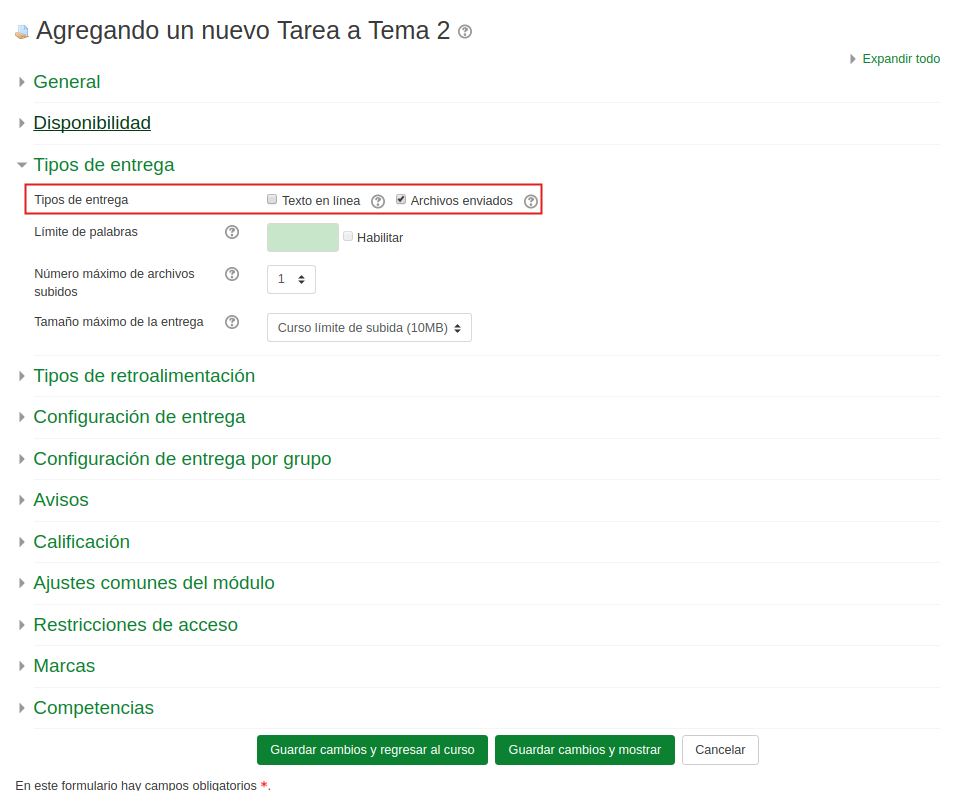 Agregando un nuevo Tarea a Tema 2
Expandir todo
General
Disponibilidad
Tipos de entrega
Tipos de entrega Texto en línea Archivos enviados
Límite de palabras Habilitar
Número máximo de archivos
subidos
1
Tamaño máximo de la entrega Curso límite de subida (10MB)
Tipos de retroalimentación
Configuración de entrega
Configuración de entrega por grupo
Avisos
Calificación
Ajustes comunes del módulo
Restricciones de acceso
Marcas
Competencias
Guardar cambios y regresar al curso Guardar cambios y mostrar Cancelar
En este formulario hay campos obligatorios *.